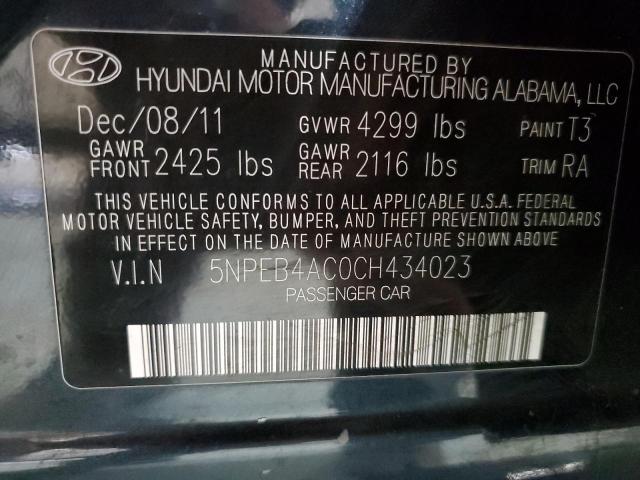 MANUFACTURED BY
HYUNDAI MOTOR MANUFACTURING ALABAMA, LLC
Dec/08/11 GVWR 4299 lbs PAINT T3
GAWR FRONT 2425 lbs GAWR REAR 2116 lbs TRIM RA
THIS VEHICLE CONFORMS TO ALL APPLICABLE U.S.A. FEDERAL
MOTOR VEHICLE SAFETY, BUMPER, AND THEFT PREVENTION STANDARDS
IN EFFECT ON THE DATE OF MANUFACTURE SHOWN ABOVE
V.I.N 5NPEB4AC0CH434023
PASSENGER CAR